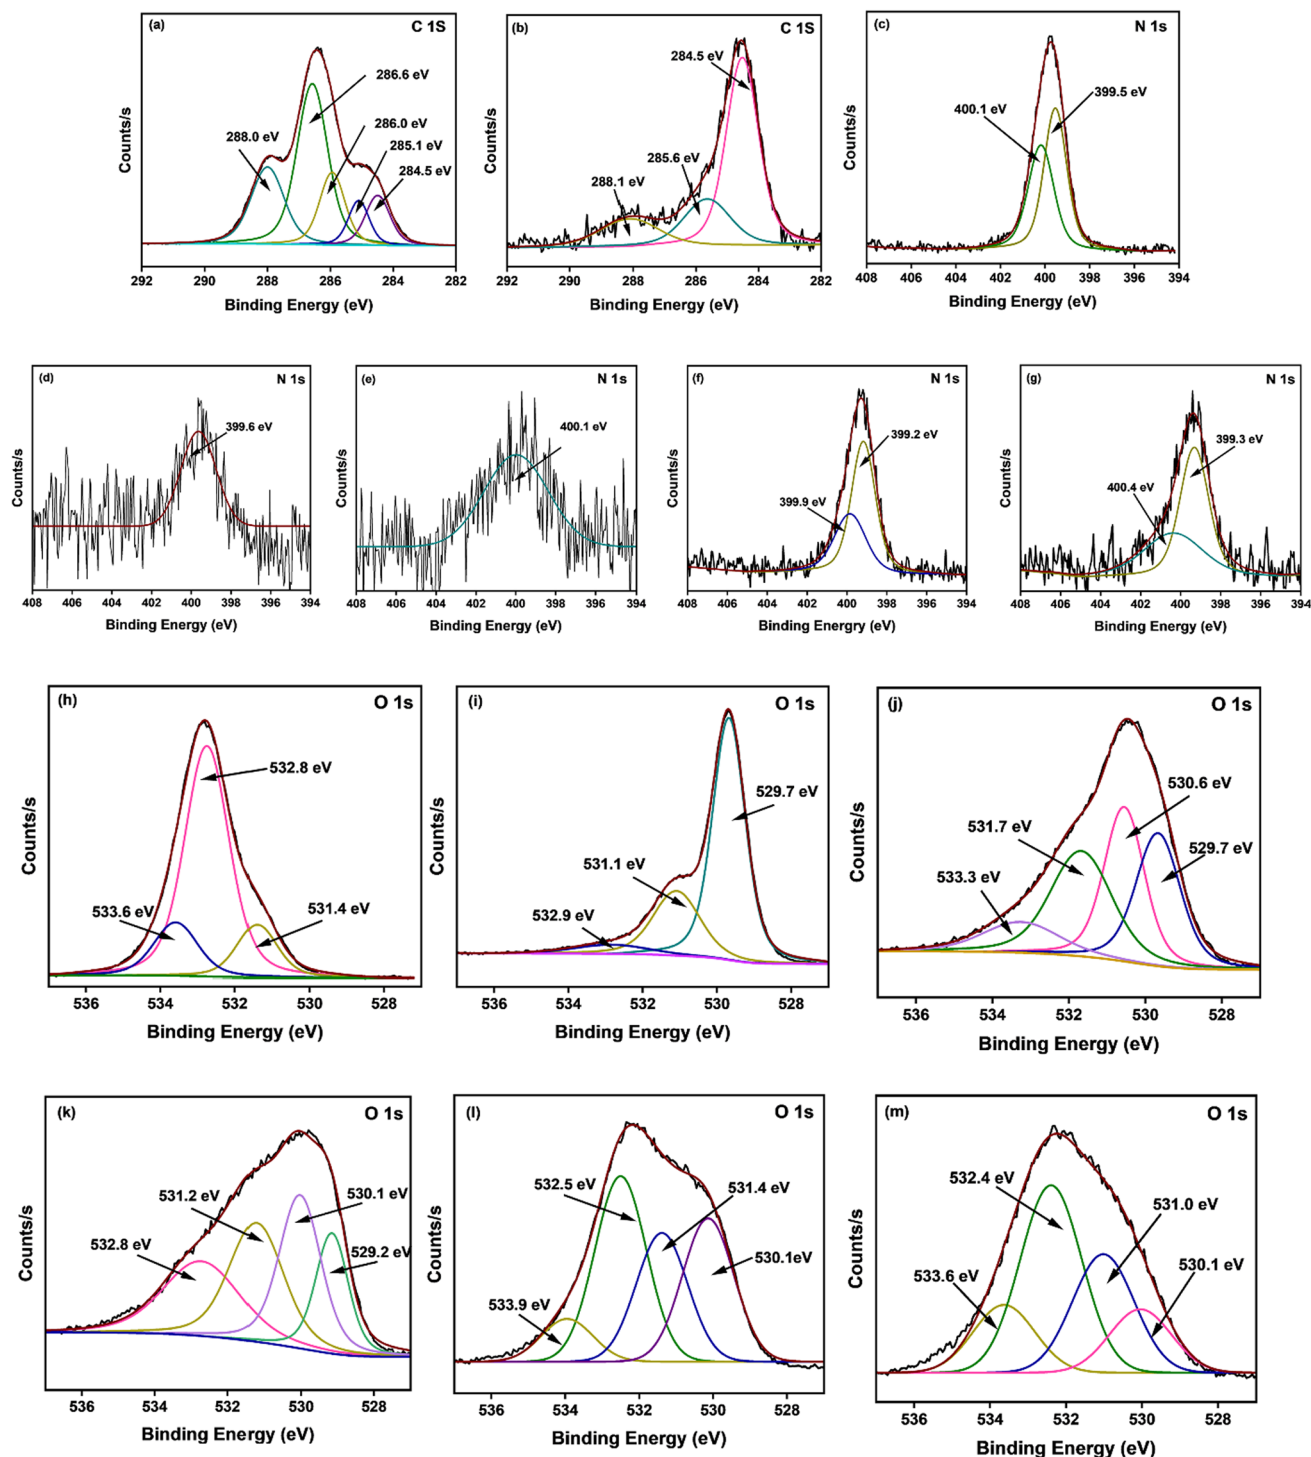 (a) C 1S
286.6 eV
288.0 eV
286.0 eV
285.1 eV
284.5 eV
Counts/s
292 290 288 286 284 282
Binding Energy (eV)
(b) C 1S
284.5 eV
285.6 eV
288.1 eV
Counts/s
292 290 288 286 284 282
Binding Energy (eV)
(c) N 1s
399.5 eV
400.1 eV
Counts/s
408 406 404 402 400 398 396 394
Binding Energy (eV)
(d) N 1s
399.6 eV
Counts/s
408 406 404 402 400 398 396 394
Binding Energy (eV)
(e) N 1s
400.1 eV
Counts/s
408 406 404 402 400 398 396 394
Binding Energy (eV)
(f) N 1s
399.2 eV
399.9 eV
Counts/s
408 406 404 402 400 398 396 394
Binding Energry (eV)
(g) N 1s
399.3 eV
400.4 eV
Counts/s
408 406 404 402 400 398 396 394
Binding Energy (eV)
(h) O 1s
532.8 eV
533.6 eV
531.4 eV
Counts/s
536 534 532 530 528
Binding Energy (eV)
(i) O 1s
529.7 eV
531.1 eV
532.9 eV
Counts/s
536 534 532 530 528
Binding Energy (eV)
(j) O 1s
530.6 eV
531.7 eV
529.7 eV
533.3 eV
Counts/s
536 534 532 530 528
Binding Energy (eV)
(k) O 1s
531.2 eV
530.1 eV
532.8 eV
529.2 eV
Counts/s
536 534 532 530 528
Binding Energy (eV)
(l) O 1s
532.5 eV
531.4 eV
530.1eV
533.9 eV
Counts/s
536 534 532 530 528
Binding Energy (eV)
(m) O 1s
532.4 eV
531.0 eV
533.6 eV
530.1 eV
Counts/s
536 534 532 530 528
Binding Energy (eV)